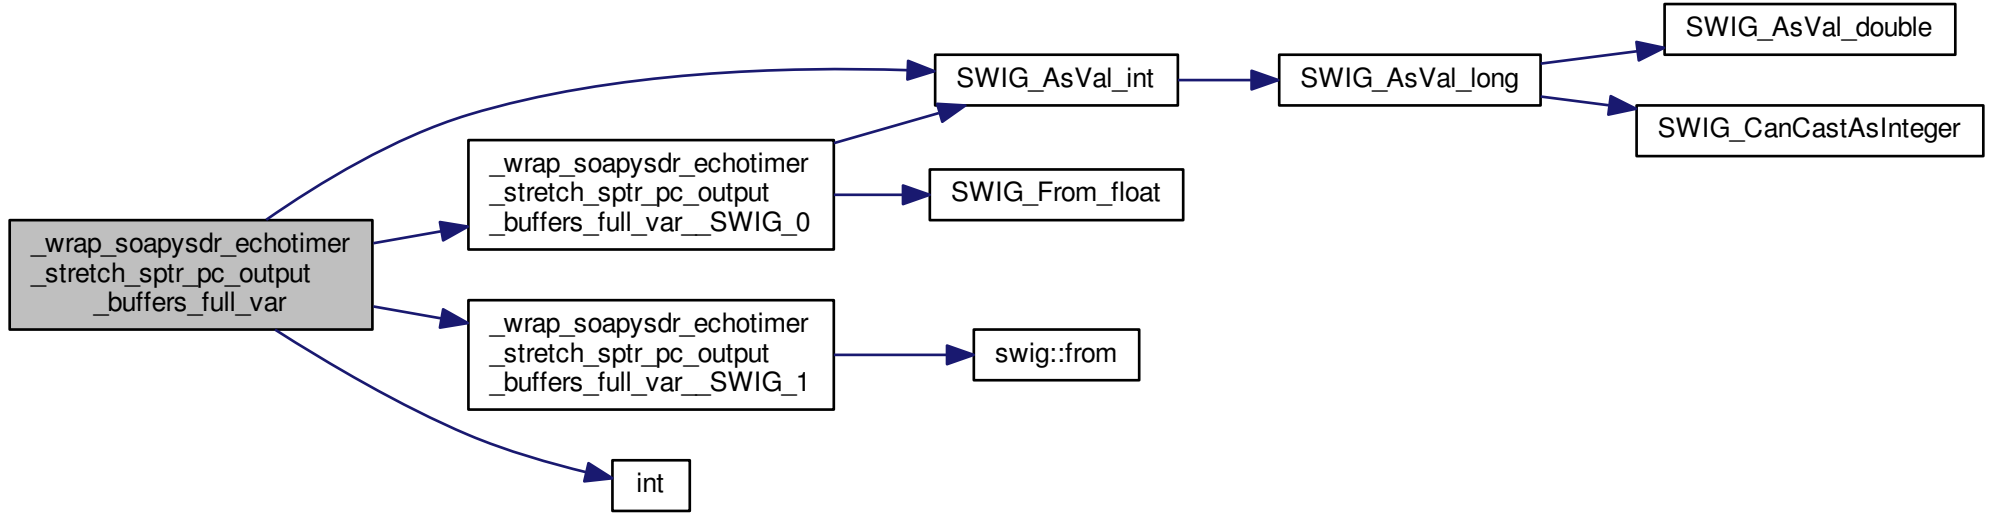 _wrap_soapysdr_echotimer
_stretch_sptr_pc_output
_buffers_full_var
SWIG_AsVal_int
_wrap_soapysdr_echotimer
_stretch_sptr_pc_output
_buffers_full_var__SWIG_0
_wrap_soapysdr_echotimer
_stretch_sptr_pc_output
_buffers_full_var__SWIG_1
int
SWIG_AsVal_long
SWIG_From_float
swig::from
SWIG_AsVal_double
SWIG_CanCastAsInteger